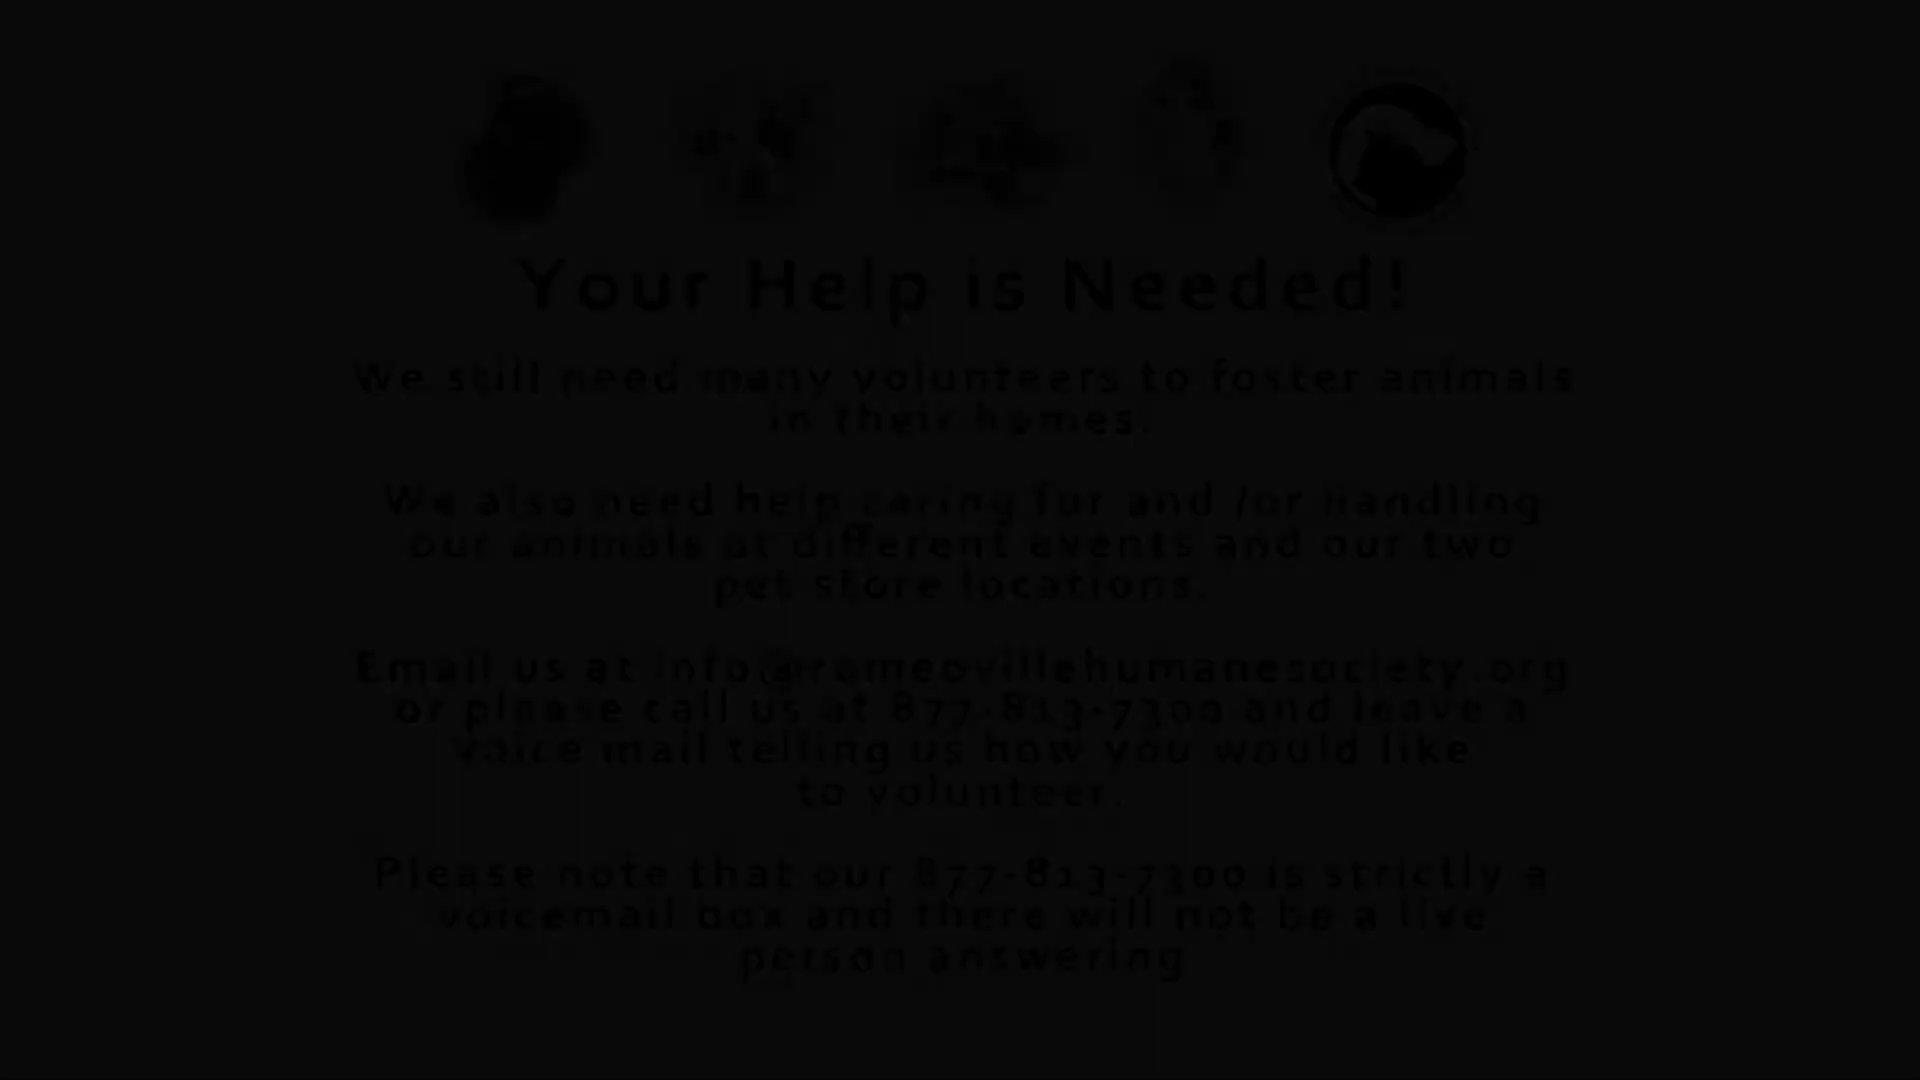 Your Help is Needed!
We still need many volunteers to foster animals
in their homes.
We also need help caring for and /or handling
our animals at different events and our two
pet store locations.
Email us at info@romeovillehumanesociety.org
or please call us at 877-813-7300 and leave a
voice mail telling us how you would like
to volunteer.
Please note that our 877-813-7300 is strictly a
voicemail box and there will not be a live
person answering